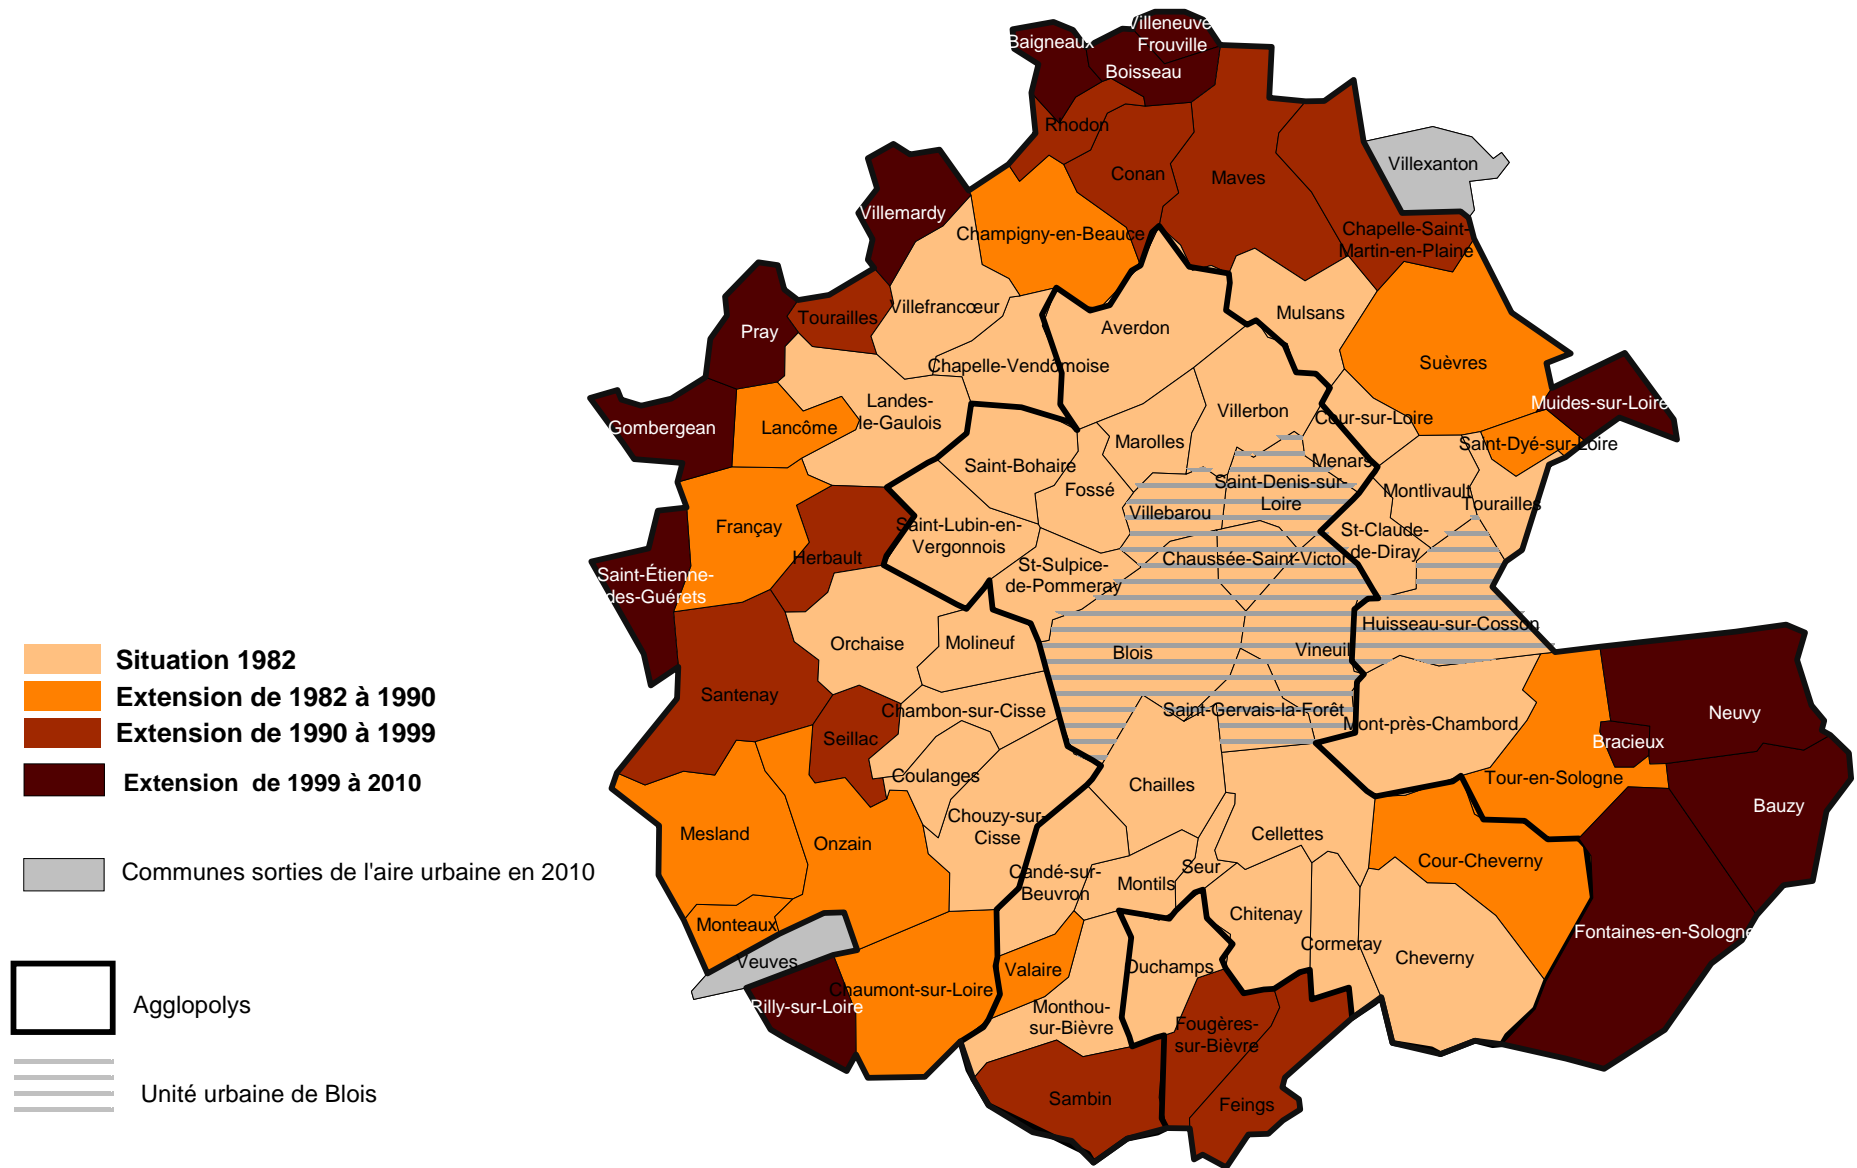 Villeneuve
Frouville
Baigneaux
Boisseau
Rhodon
Villexanton
Conan
Maves
Villemardy
Chapelle-Saint-
Martin-en-Plaine
Champigny-en-Beauce
Villefrancœur
Mulsans
Tourailles
Averdon
Pray
Suèvres
Chapelle-Vendômoise
Muides-sur-Loire
Landes-
le-Gaulois
Villerbon
Cour-sur-Loire
Gombergean
Lancôme
Marolles
Saint-Dyé-sur-Loire
Saint-Bohaire
Menars
Fossé
Saint-Denis-sur-
Loire
Montlivault
Tourailles
Villebarou
Françay
Saint-Lubin-en-
Vergonnois
St-Claude-
de-Diray
Herbault
Chaussée-Saint-Victor
St-Sulpice-
de-Pommeray
Saint-Étienne-
des-Guérets
Huisseau-sur-Cosson
Orchaise
Molineuf
Blois
Vineuil
Situation 1982
Extension de 1982 à 1990
Extension de 1990 à 1999
Extension de 1999 à 2010
Santenay
Chambon-sur-Cisse
Saint-Gervais-la-Forêt
Mont-près-Chambord
Neuvy
Seillac
Bracieux
Coulanges
Tour-en-Sologne
Chailles
Bauzy
Chouzy-sur-
Cisse
Mesland
Onzain
Cellettes
Cour-Cheverny
Communes sorties de l'aire urbaine en 2010
Candé-sur-
Beuvron
Seur
Montils
Chitenay
Monteaux
Fontaines-en-Sologne
Cormeray
Cheverny
Veuves
Valaire
Ouchamps
Chaumont-sur-Loire
Rilly-sur-Loire
Agglopolys
Monthou-
sur-Bièvre
Fougères-
sur-Bièvre
Unité urbaine de Blois
Sambin
Feings